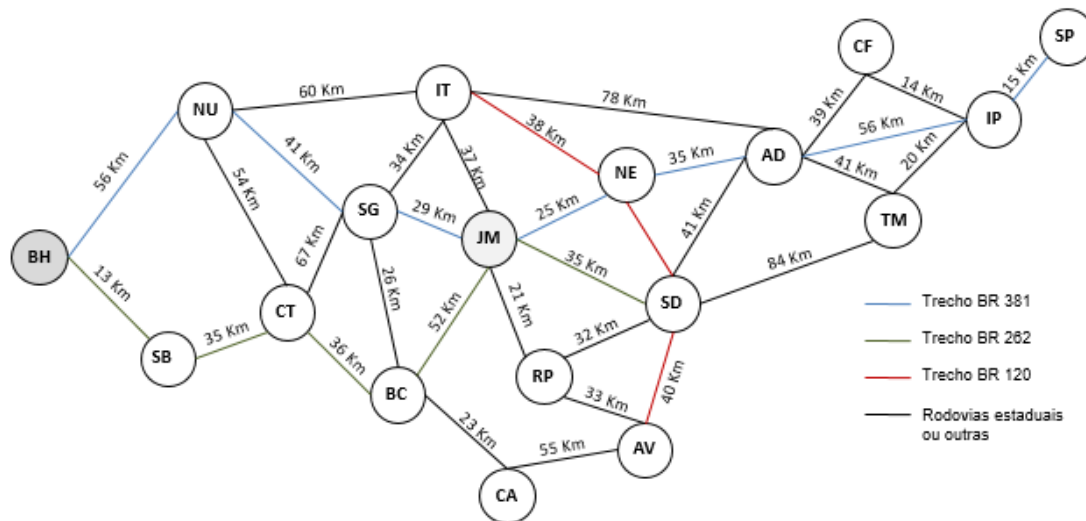 SP
CF
15 Km
IT
60 Km
78 Km
14 Km
NU
39 Km
IP
38 Km
56 Km
56 Km
41 Km
34 Km
37 Km
NE
35 Km
AD
41 Km
20 Km
54 Km
SG
29 Km
25 Km
TM
BH
67 Km
JM
35 Km
41 Km
84 Km
13 Km
26 Km
52 Km
21 Km
SD
CT
Trecho BR 381
35 Km
32 Km
Trecho BR 262
SB
36 Km
RP
40 Km
Trecho BR 120
BC
33 Km
Rodovias estaduais
ou outras
23 Km
55 Km
AV
CA